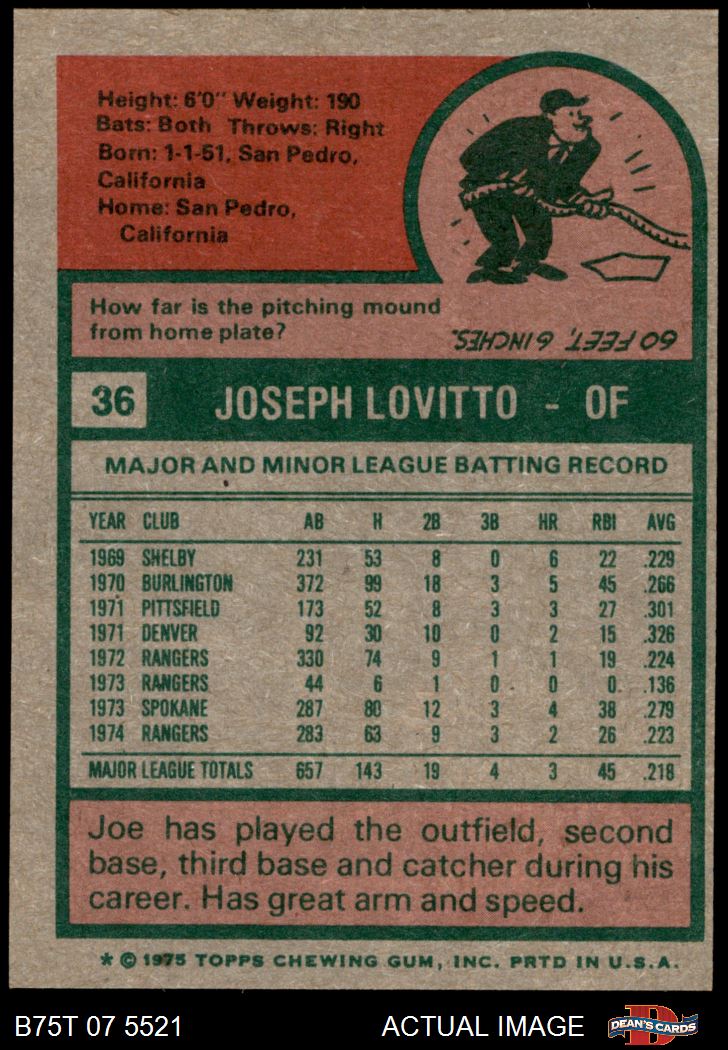 Height: 6'0" Weight: 190
Bats: Both Throws: Right
Born: 1-1-51, San Pedro,
California
Home: San Pedro,
California
How far is the pitching mound
from home plate?
60 FEET, 6 INCHES.
36 JOSEPH LOVITTO - OF
MAJOR AND MINOR LEAGUE BATTING RECORD
YEAR CLUB AB H 2B 3B HR RBI AVG
1969 SHELBY 231 53 8 0 6 22 .229
1970 BURLINGTON 372 99 18 3 5 45 .266
1971 PITTSFIELD 173 52 8 3 3 27 .301
1971 DENVER 92 30 10 0 2 15 .326
1972 RANGERS 330 74 9 1 1 19 .224
1973 RANGERS 44 6 1 0 0 0 .136
1973 SPOKANE 287 80 12 3 4 38 .279
1974 RANGERS 283 63 9 3 2 26 .223
MAJOR LEAGUE TOTALS 657 143 19 4 3 45 .218
Joe has played the outfield, second
base, third base and catcher during his
career. Has great arm and speed.
* © 1975 TOPPS CHEWING GUM, INC. PRTD IN U.S.A.
B75T 07 5521 ACTUAL IMAGE D DEAN'S CARDS